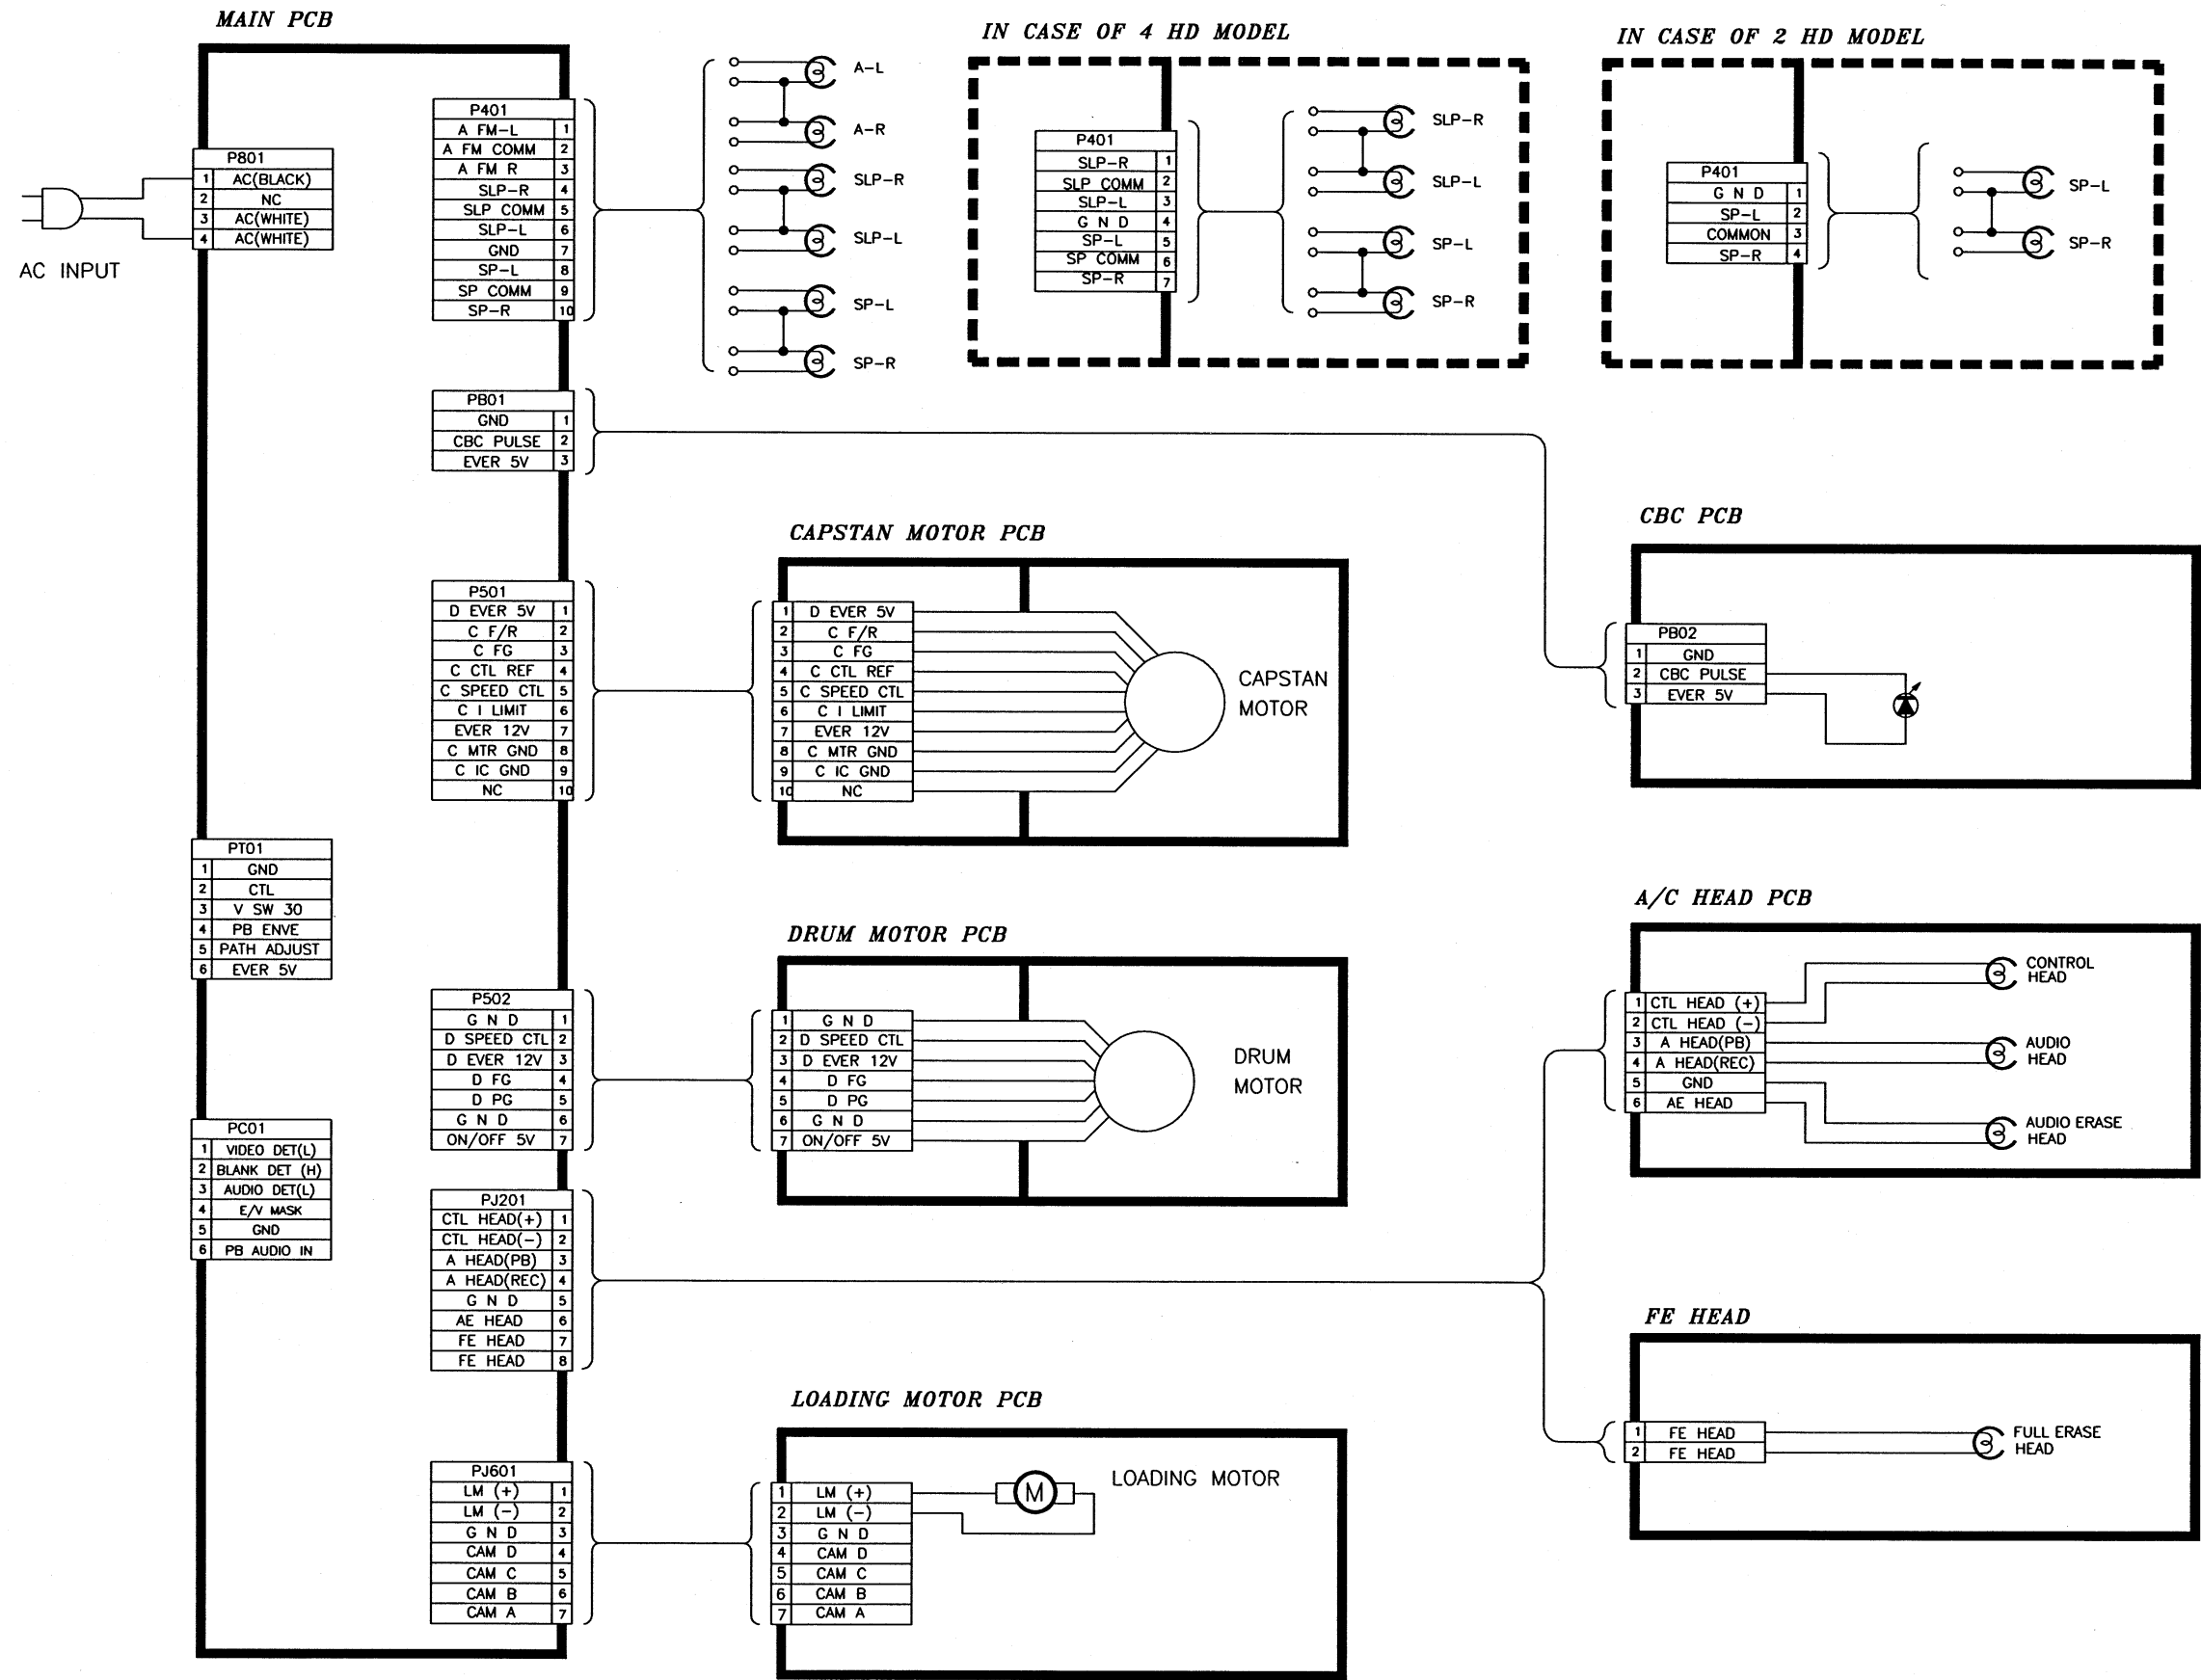 MAIN PCB
AC INPUT
P801
1 AC(BLACK)
2 NC
3 AC(WHITE)
4 AC(WHITE)
P401
A FM-L 1
A FM COMM 2
A FM R 3
SLP-R 4
SLP COMM 5
SLP-L 6
GND 7
SP-L 8
SP COMM 9
SP-R 10
A-L
A-R
SLP-R
SLP-L
SP-L
SP-R
IN CASE OF 4 HD MODEL
P401
SLP-R 1
SLP COMM 2
SLP-L 3
G N D 4
SP-L 5
SP COMM 6
SP-R 7
SLP-R
SLP-L
SP-L
SP-R
IN CASE OF 2 HD MODEL
P401
G N D 1
SP-L 2
COMMON 3
SP-R 4
SP-L
SP-R
PB01
GND 1
CBC PULSE 2
EVER 5V 3
CBC PCB
PB02
1 GND
2 CBC PULSE
3 EVER 5V
P501
D EVER 5V 1
C F/R 2
C FG 3
C CTL REF 4
C SPEED CTL 5
C I LIMIT 6
EVER 12V 7
C MTR GND 8
C IC GND 9
NC 10
CAPSTAN MOTOR PCB
1 D EVER 5V
2 C F/R
3 C FG
4 C CTL REF
5 C SPEED CTL
6 C I LIMIT
7 EVER 12V
8 C MTR GND
9 C IC GND
10 NC
CAPSTAN
MOTOR
PT01
1 GND
2 CTL
3 V SW 30
4 PB ENVE
5 PATH ADJUST
6 EVER 5V
P502
G N D 1
D SPEED CTL 2
D EVER 12V 3
D FG 4
D PG 5
G N D 6
ON/OFF 5V 7
DRUM MOTOR PCB
1 G N D
2 D SPEED CTL
3 D EVER 12V
4 D FG
5 D PG
6 G N D
7 ON/OFF 5V
DRUM
MOTOR
A/C HEAD PCB
1 CTL HEAD (+)
2 CTL HEAD (-)
3 A HEAD(PB)
4 A HEAD(REC)
5 GND
6 AE HEAD
CONTROL
HEAD
AUDIO
HEAD
AUDIO ERASE
HEAD
PC01
1 VIDEO DET(L)
2 BLANK DET (H)
3 AUDIO DET(L)
4 E/V MASK
5 GND
6 PB AUDIO IN
PJ201
CTL HEAD(+) 1
CTL HEAD(-) 2
A HEAD(PB) 3
A HEAD(REC) 4
G N D 5
AE HEAD 6
FE HEAD 7
FE HEAD 8
FE HEAD
1 FE HEAD
2 FE HEAD
FULL ERASE
HEAD
PJ601
LM (+) 1
LM (-) 2
G N D 3
CAM D 4
CAM C 5
CAM B 6
CAM A 7
LOADING MOTOR PCB
1 LM (+)
2 LM (-)
3 G N D
4 CAM D
5 CAM C
6 CAM B
7 CAM A
M
LOADING MOTOR